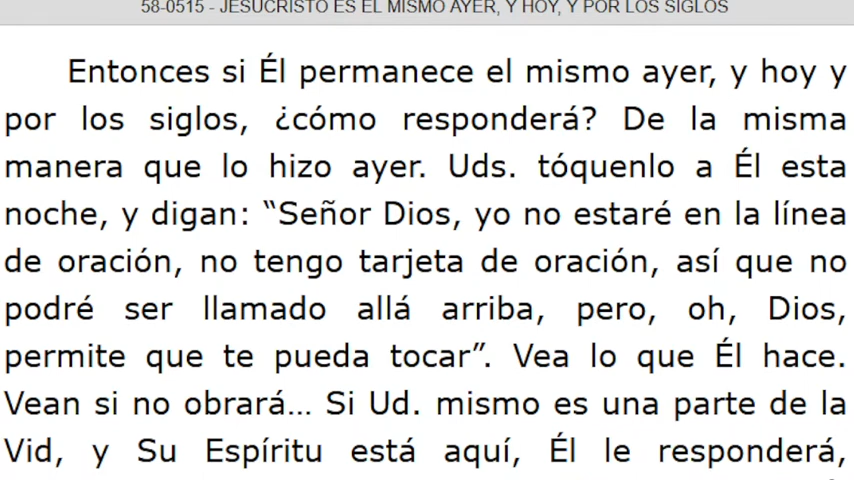 58-0515 - JESUCRISTO ES EL MISMO AYER, Y HOY, Y POR LOS SIGLOS
Entonces si Él permanece el mismo ayer, y hoy y
por los siglos, ¿cómo responderá? De la misma
manera que lo hizo ayer. Uds. tóquenlo a Él esta
noche, y digan: “Señor Dios, yo no estaré en la línea
de oración, no tengo tarjeta de oración, así que no
podré ser llamado allá arriba, pero, oh, Dios,
permite que te pueda tocar”. Vea lo que Él hace.
Vean si no obrará… Si Ud. mismo es una parte de la
Vid, y Su Espíritu está aquí, Él le responderá,